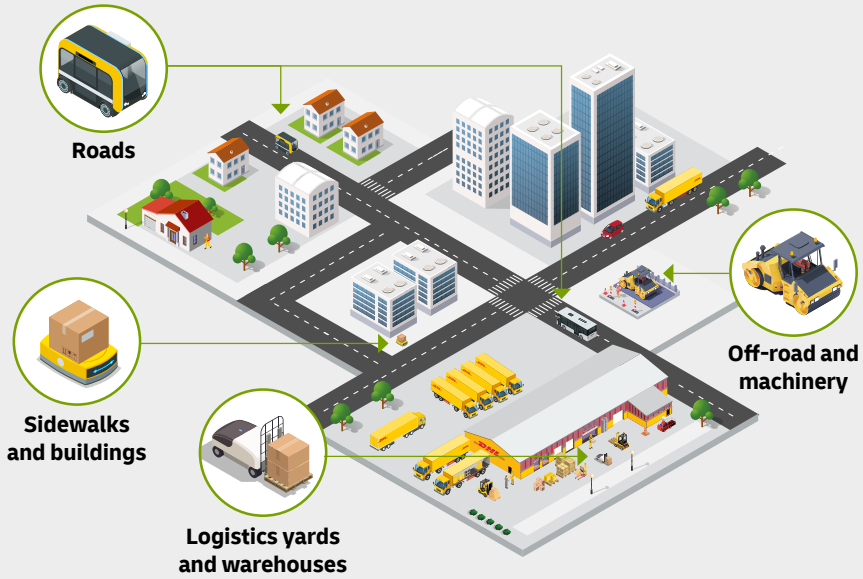 Roads
Off-road and
machinery
Sidewalks
and buildings
DHL
Logistics yards
and warehouses